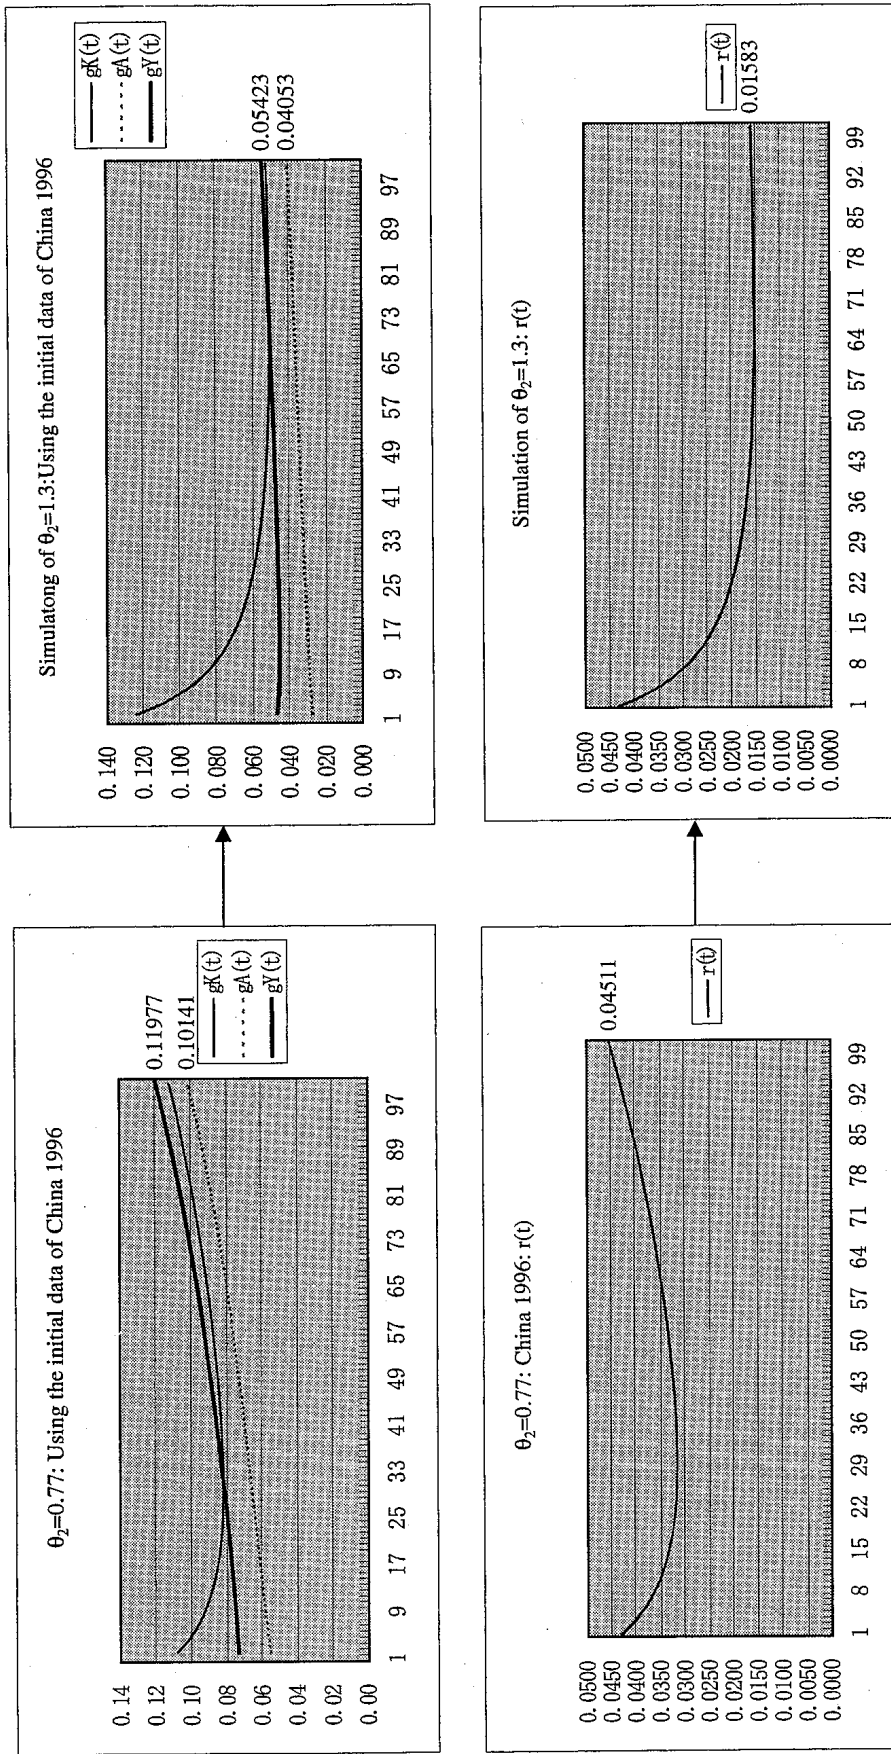 θ2=0.77: Using the initial data of China 1996
0.14
0.12
0.10
0.08
0.06
0.04
0.02
0.00
1 9 17 25 33 41 49 57 65 73 81 89 97
0.11977
0.10141
gK(t)
gA(t)
gY(t)
Simulatong of θ2=1.3:Using the initial data of China 1996
0.140
0.120
0.100
0.080
0.060
0.040
0.020
0.000
1 9 17 25 33 41 49 57 65 73 81 89 97
gK(t)
gA(t)
gY(t)
0.05423
0.04053
θ2=0.77: China 1996: r(t)
0.0500
0.0450
0.0400
0.0350
0.0300
0.0250
0.0200
0.0150
0.0100
0.0050
0.0000
1 8 15 22 29 36 43 50 57 64 71 78 85 92 99
0.04511
r(t)
Simulation of θ2=1.3: r(t)
0.0500
0.0450
0.0400
0.0350
0.0300
0.0250
0.0200
0.0150
0.0100
0.0050
0.0000
1 8 15 22 29 36 43 50 57 64 71 78 85 92 99
r(t)
0.01583